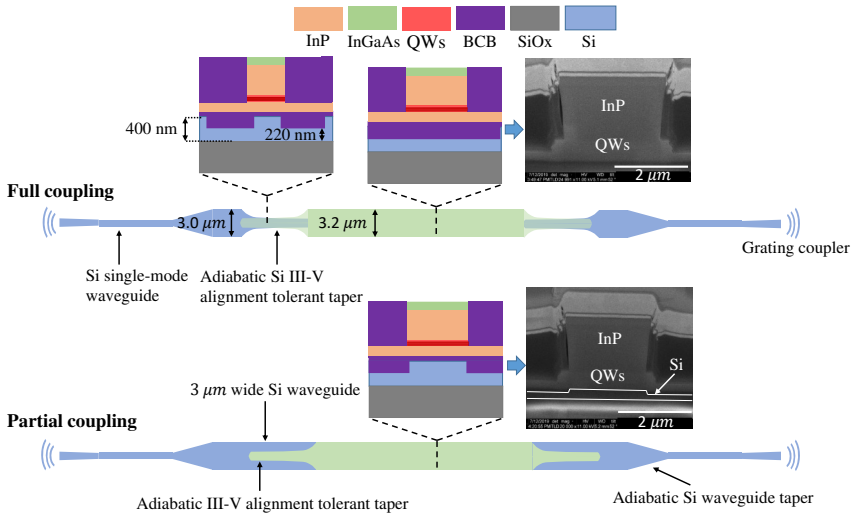 InP InGaAs QWs BCB SiOx Si
400 nm
220 nm
InP
QWs
2 μm
Full coupling
3.0 μm
3.2 μm
Grating coupler
Si single-mode
waveguide
Adiabatic Si III-V
alignment tolerant taper
InP
QWs
Si
2 μm
3 μm wide Si waveguide
Partial coupling
Adiabatic III-V alignment tolerant taper
Adiabatic Si waveguide taper